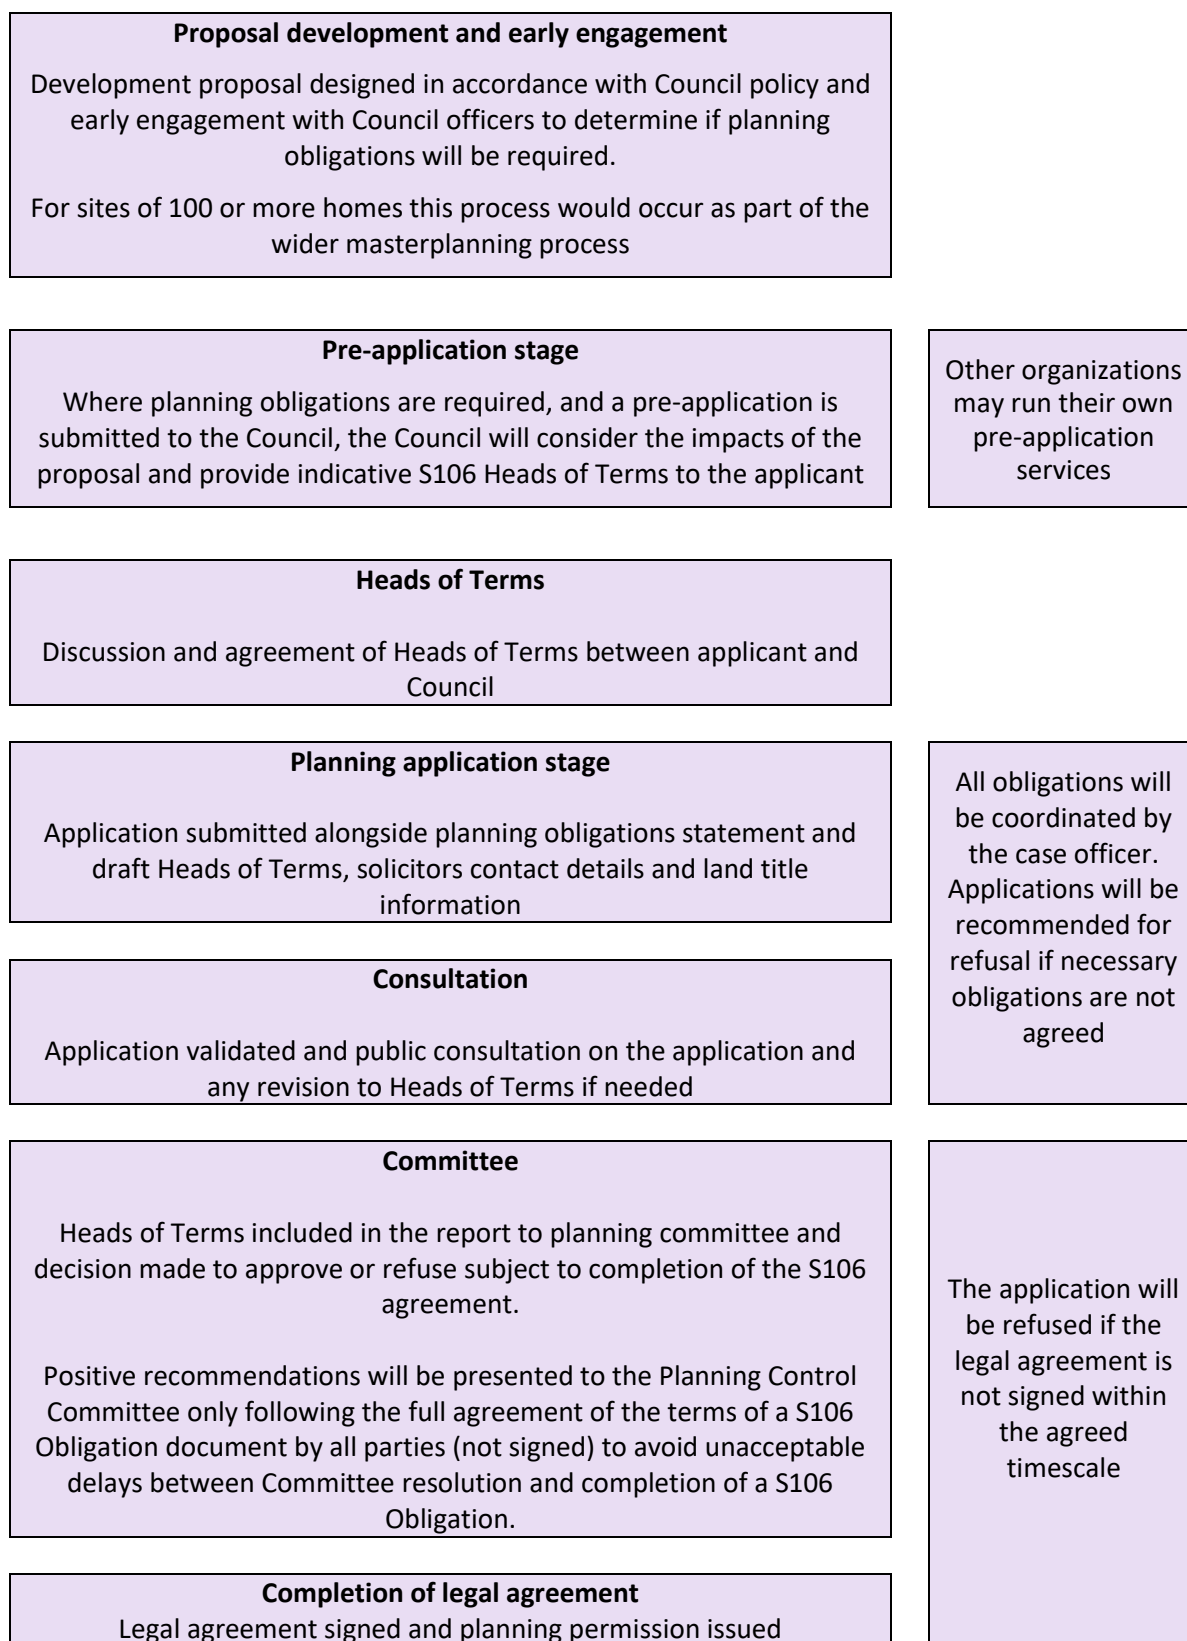 Proposal development and early engagement
Development proposal designed in accordance with Council policy and
early engagement with Council officers to determine if planning
obligations will be required.
For sites of 100 or more homes this process would occur as part of the
wider masterplanning process
Pre-application stage
Where planning obligations are required, and a pre-application is
submitted to the Council, the Council will consider the impacts of the
proposal and provide indicative S106 Heads of Terms to the applicant
Other organizations
may run their own
pre-application
services
Heads of Terms
Discussion and agreement of Heads of Terms between applicant and
Council
Planning application stage
Application submitted alongside planning obligations statement and
draft Heads of Terms, solicitors contact details and land title
information
Consultation
Application validated and public consultation on the application and
any revision to Heads of Terms if needed
All obligations will
be coordinated by
the case officer.
Applications will be
recommended for
refusal if necessary
obligations are not
agreed
Committee
Heads of Terms included in the report to planning committee and
decision made to approve or refuse subject to completion of the S106
agreement.
Positive recommendations will be presented to the Planning Control
Committee only following the full agreement of the terms of a S106
Obligation document by all parties (not signed) to avoid unacceptable
delays between Committee resolution and completion of a S106
Obligation.
Completion of legal agreement
Legal agreement signed and planning permission issued
The application will
be refused if the
legal agreement is
not signed within
the agreed
timescale